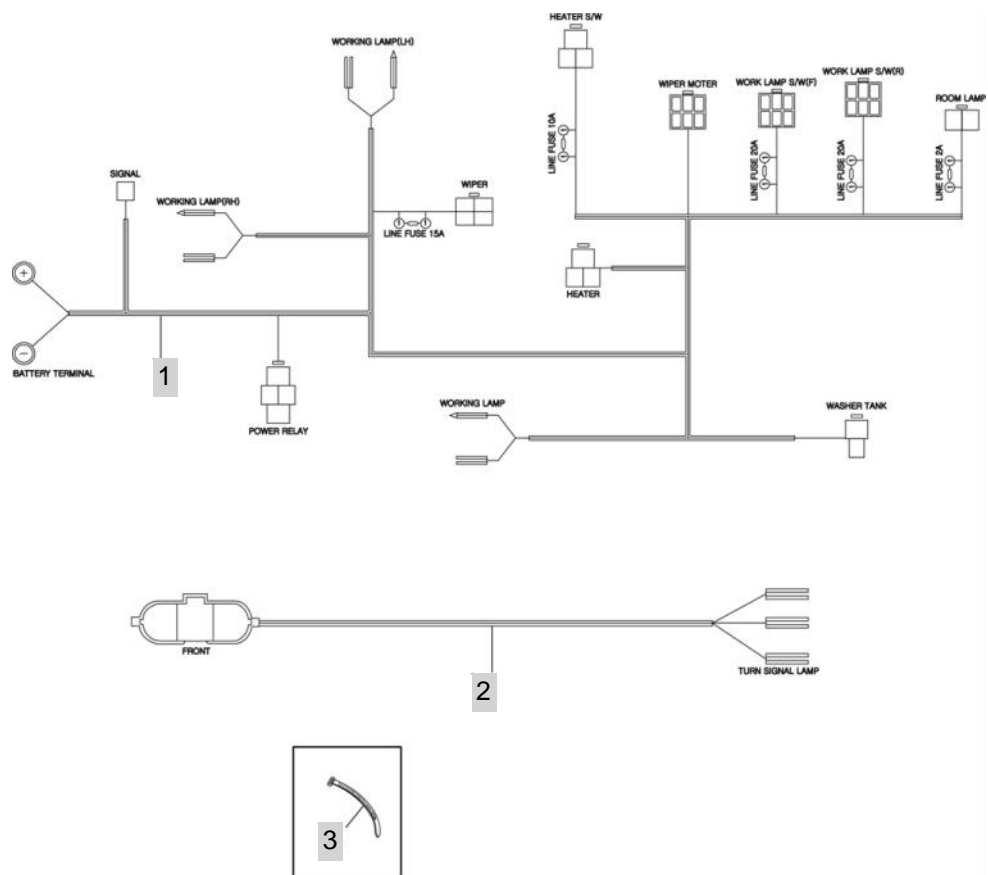 HEATER S/W
WORKING LAMP(LH)
WIPER MOTER
WORK LAMP S/W(F)
WORK LAMP S/W(R)
ROOM LAMP
LINE FUSE 10A
LINE FUSE 20A
LINE FUSE 20A
LINE FUSE 2A
SIGNAL
WORKING LAMP(RH)
WIPER
LINE FUSE 15A
+
HEATER
−
BATTERY TERMINAL
1
POWER RELAY
WORKING LAMP
WASHER TANK
FRONT
TURN SIGNAL LAMP
2
3